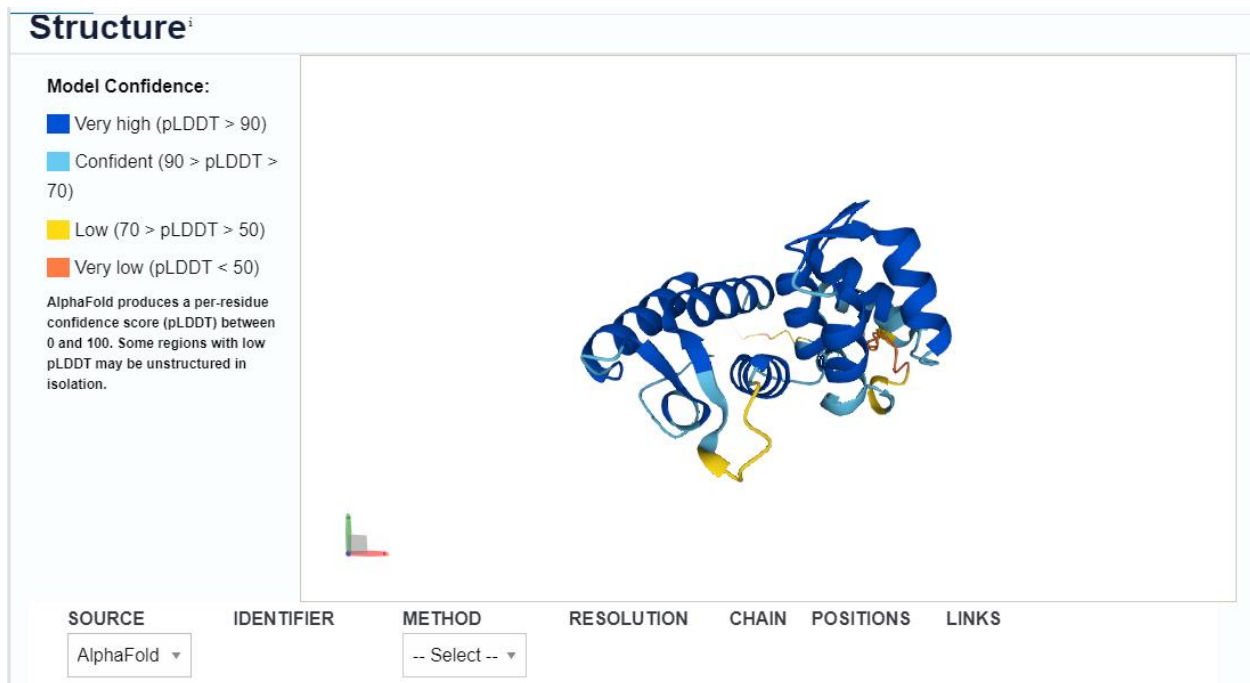 Structureⁱ
Model Confidence:
Very high (pLDDT > 90)
Confident (90 > pLDDT >
70)
Low (70 > pLDDT > 50)
Very low (pLDDT < 50)
AlphaFold produces a per-residue
confidence score (pLDDT) between
0 and 100. Some regions with low
pLDDT may be unstructured in
isolation.
SOURCE IDENTIFIER METHOD RESOLUTION CHAIN POSITIONS LINKS
AlphaFold -- Select --